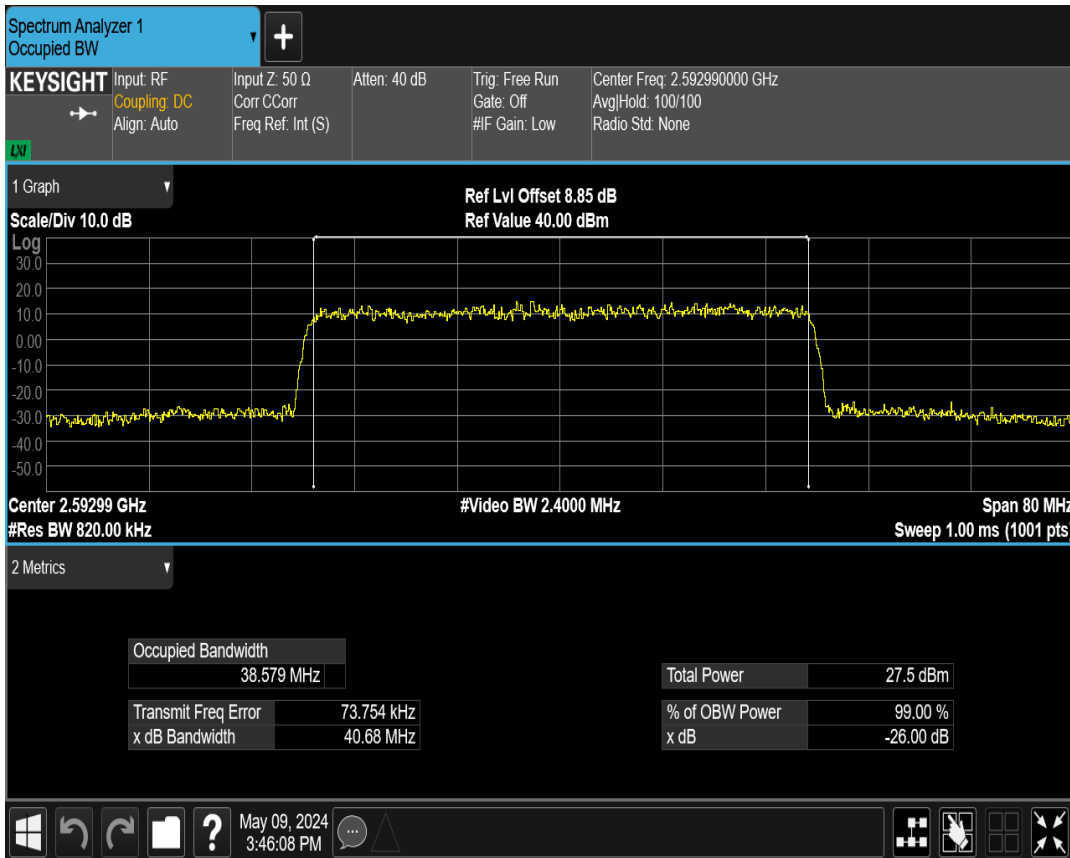 Spectrum Analyzer 1
Occupied BW
+
KEYSIGHT
LXI
Input: RF
Coupling: DC
Align: Auto
Input Z: 50 Ω
Corr CCorr
Freq Ref: Int (S)
Atten: 40 dB
Trig: Free Run
Gate: Off
#IF Gain: Low
Center Freq: 2.592990000 GHz
Avg|Hold: 100/100
Radio Std: None
1 Graph
Ref Lvl Offset 8.85 dB
Scale/Div 10.0 dB
Ref Value 40.00 dBm
Log
30.0
20.0
10.0
0.00
-10.0
-20.0
-30.0
-40.0
-50.0
Center 2.59299 GHz
#Video BW 2.4000 MHz
Span 80 MHz
#Res BW 820.00 kHz
Sweep 1.00 ms (1001 pts)
2 Metrics
Occupied Bandwidth
38.579 MHz
Total Power 27.5 dBm
Transmit Freq Error 73.754 kHz
% of OBW Power 99.00 %
x dB Bandwidth 40.68 MHz
x dB -26.00 dB
?
May 09, 2024
3:46:08 PM